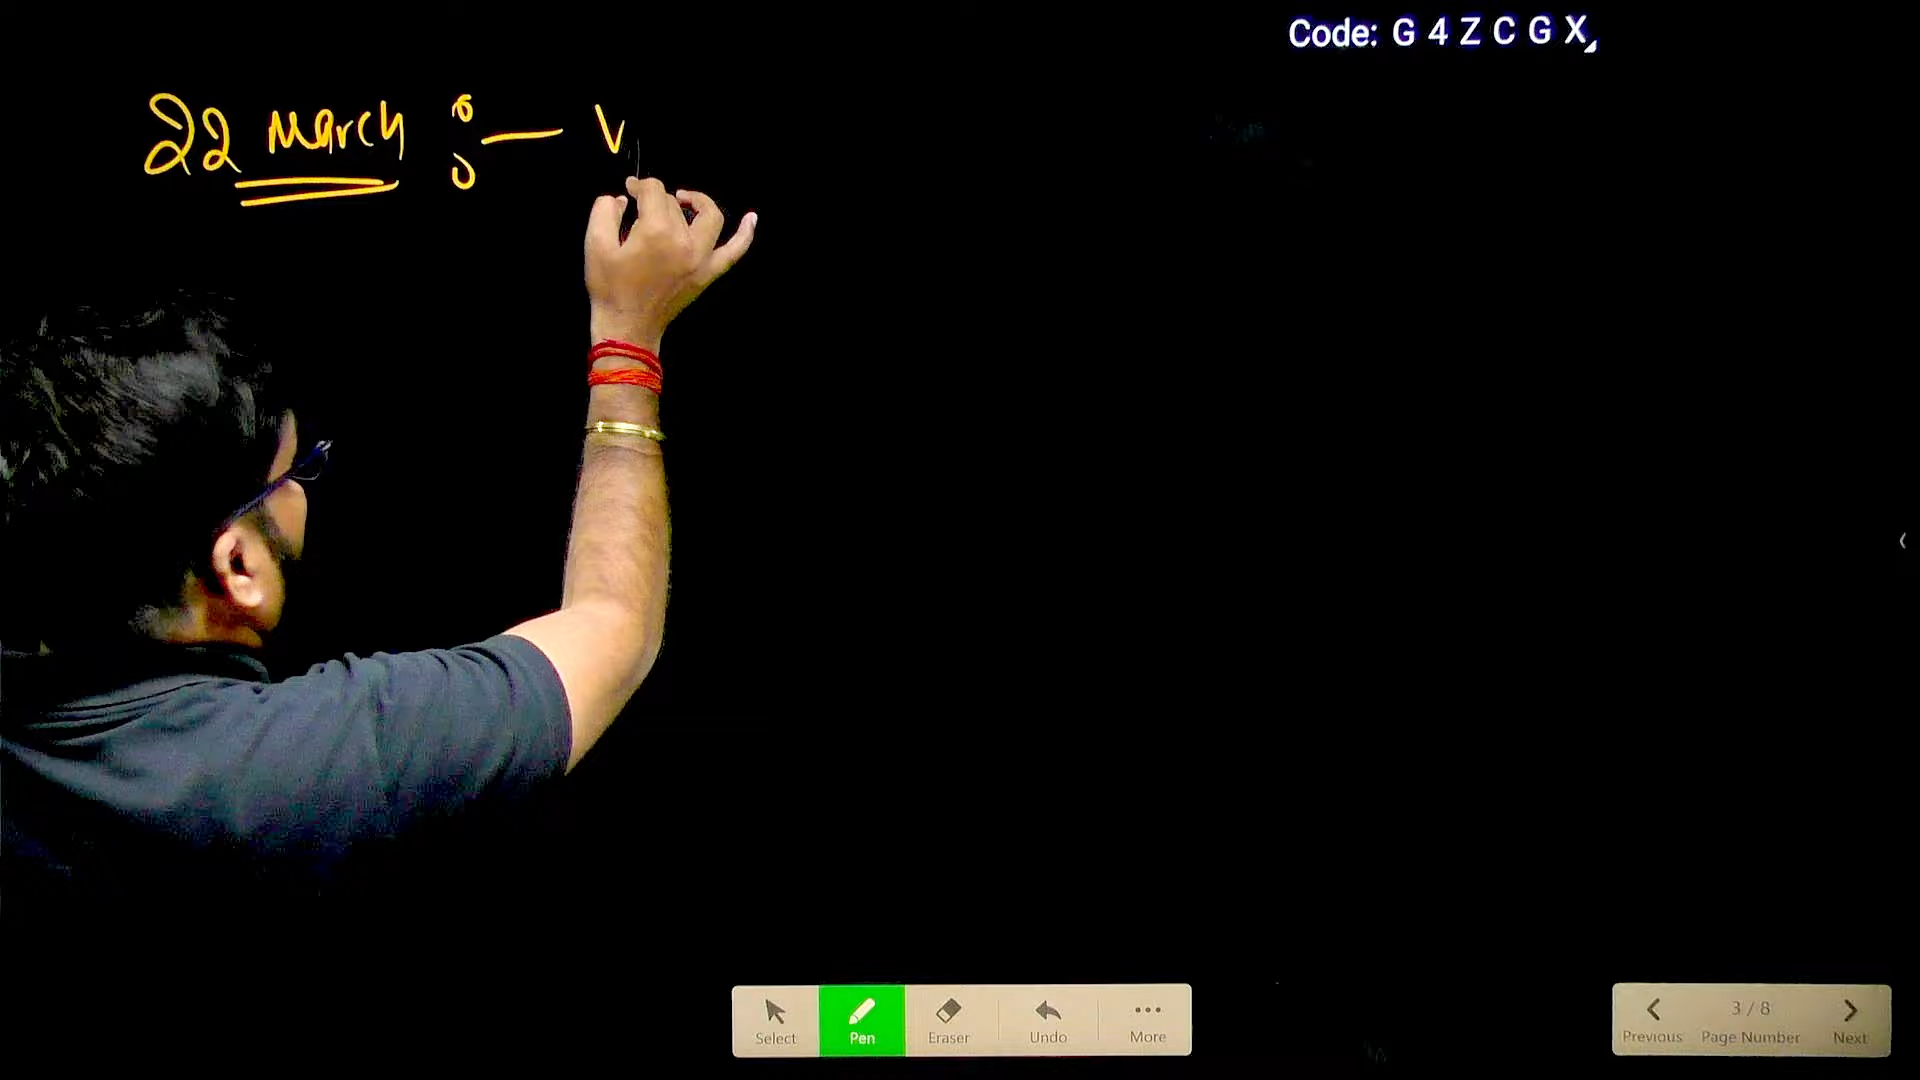 Code: G 4 Z C G X
22 March : — V
Select Pen Eraser Undo More
3 / 8
Previous Page Number Next